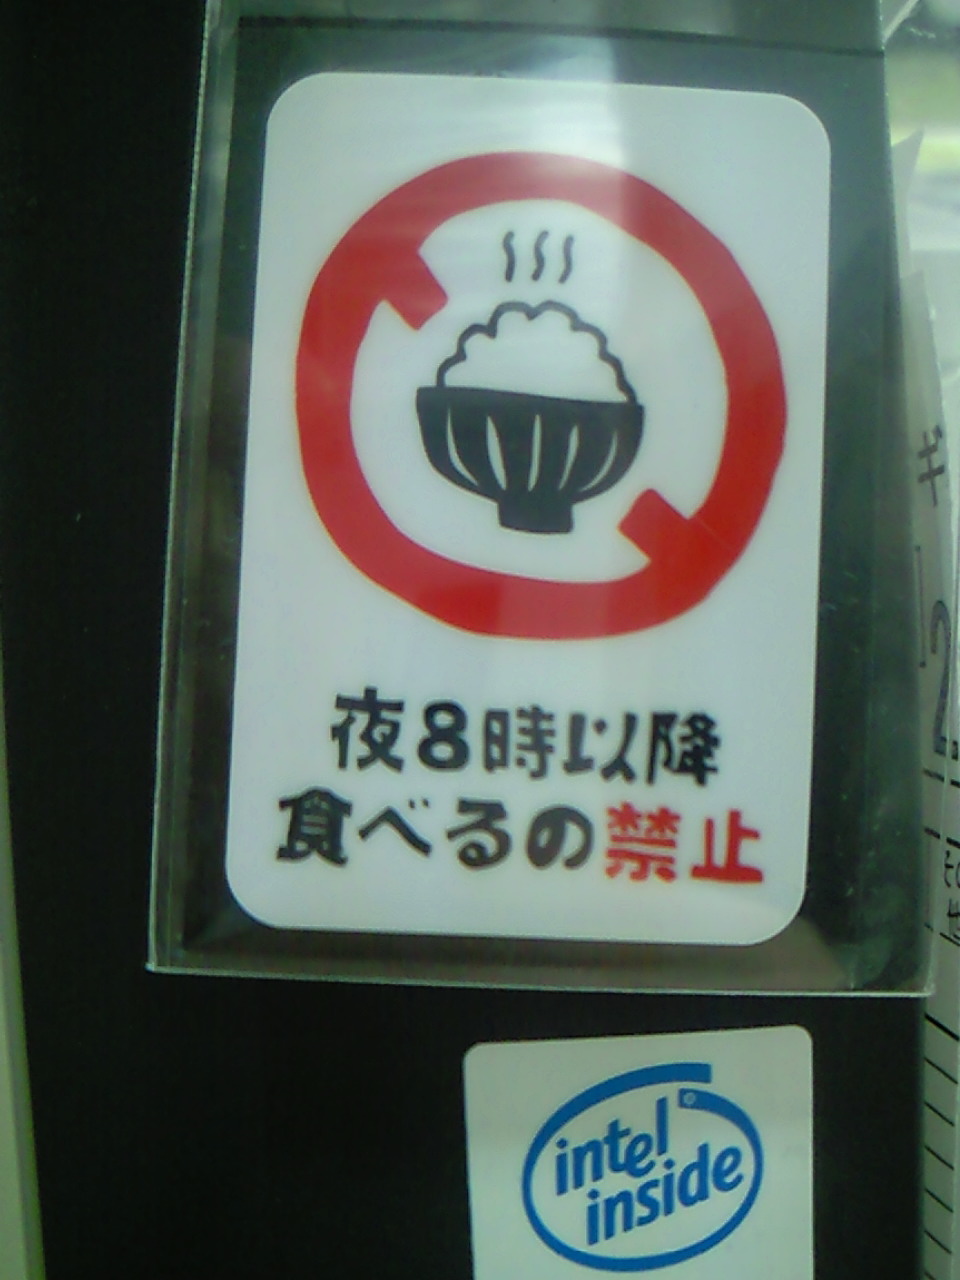 夜8時以降
食べるの禁止
intel
inside